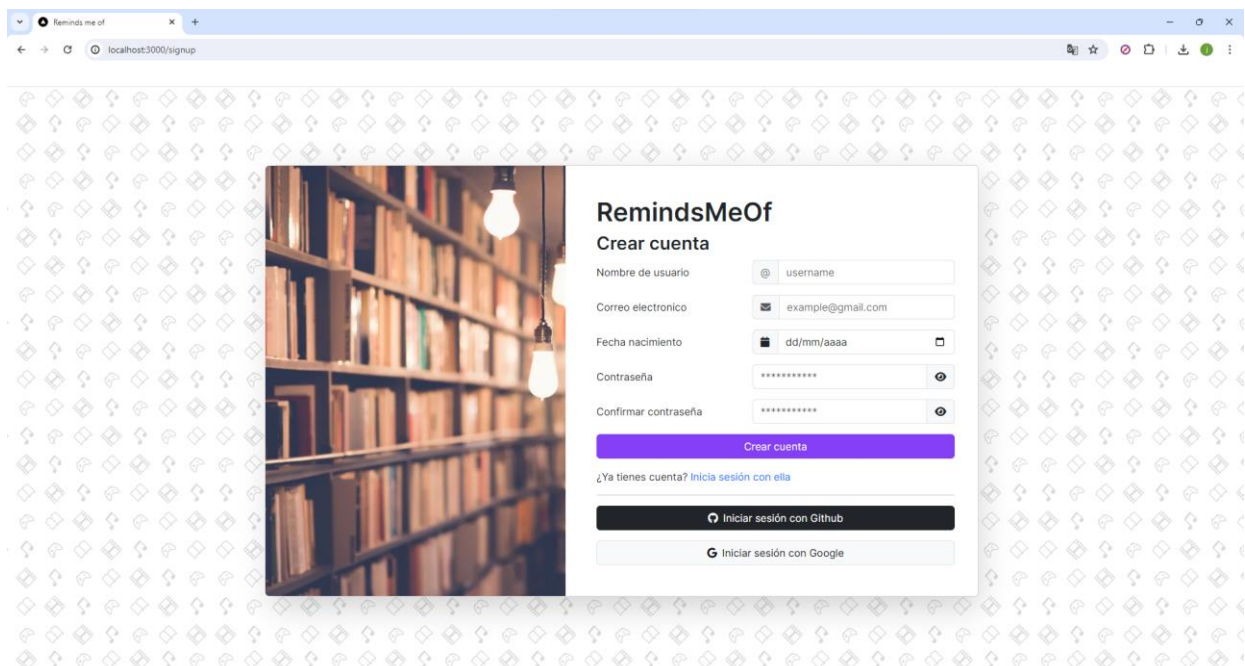 Reminds me of
localhost:3000/signup
RemindsMeOf
Crear cuenta
Nombre de usuario @ username
Correo electronico example@gmail.com
Fecha nacimiento dd/mm/aaaa
Contraseña ***********
Confirmar contraseña ***********
Crear cuenta
¿Ya tienes cuenta? Inicia sesión con ella
Iniciar sesión con Github
G Iniciar sesión con Google